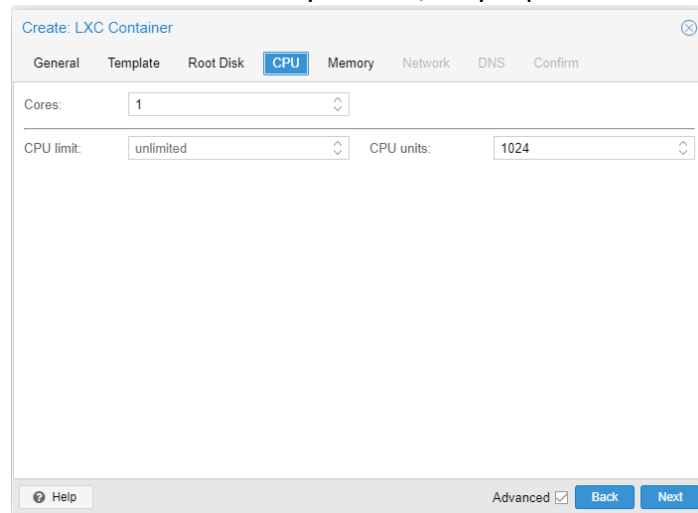 Create: LXC Container
General Template Root Disk CPU Memory Network DNS Confirm
Cores: 1
CPU limit: unlimited CPU units: 1024
Help Advanced Back Next